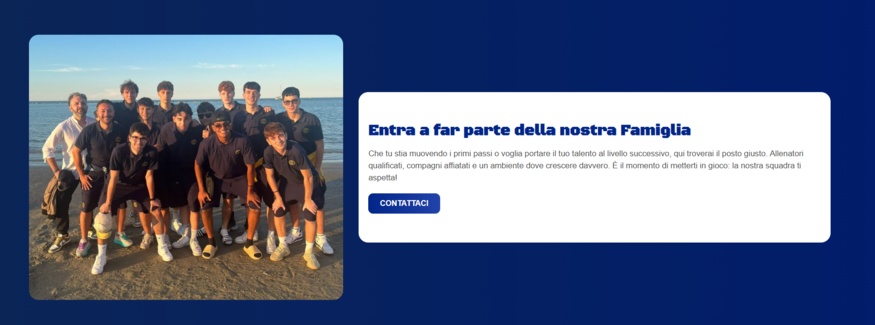 Entra a far parte della nostra Famiglia
Che tu stia muovendo i primi passi o voglia portare il tuo talento al livello successivo, qui troverai il posto giusto. Allenatori
qualificati, compagni affiatati e un ambiente dove crescere davvero. È il momento di metterti in gioco: la nostra squadra ti
aspetta!
CONTATTACI